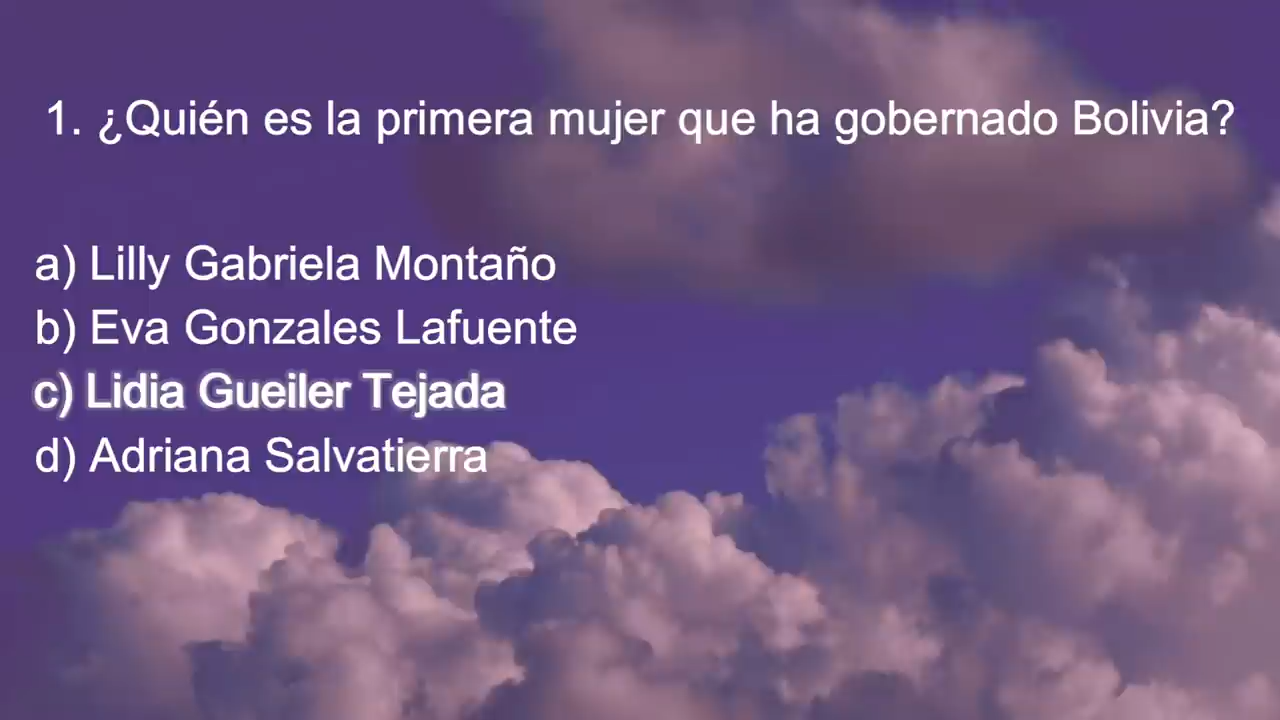 1. ¿Quién es la primera mujer que ha gobernado Bolivia?
a) Lilly Gabriela Montaño
b) Eva Gonzales Lafuente
c) Lidia Gueiler Tejada
d) Adriana Salvatierra